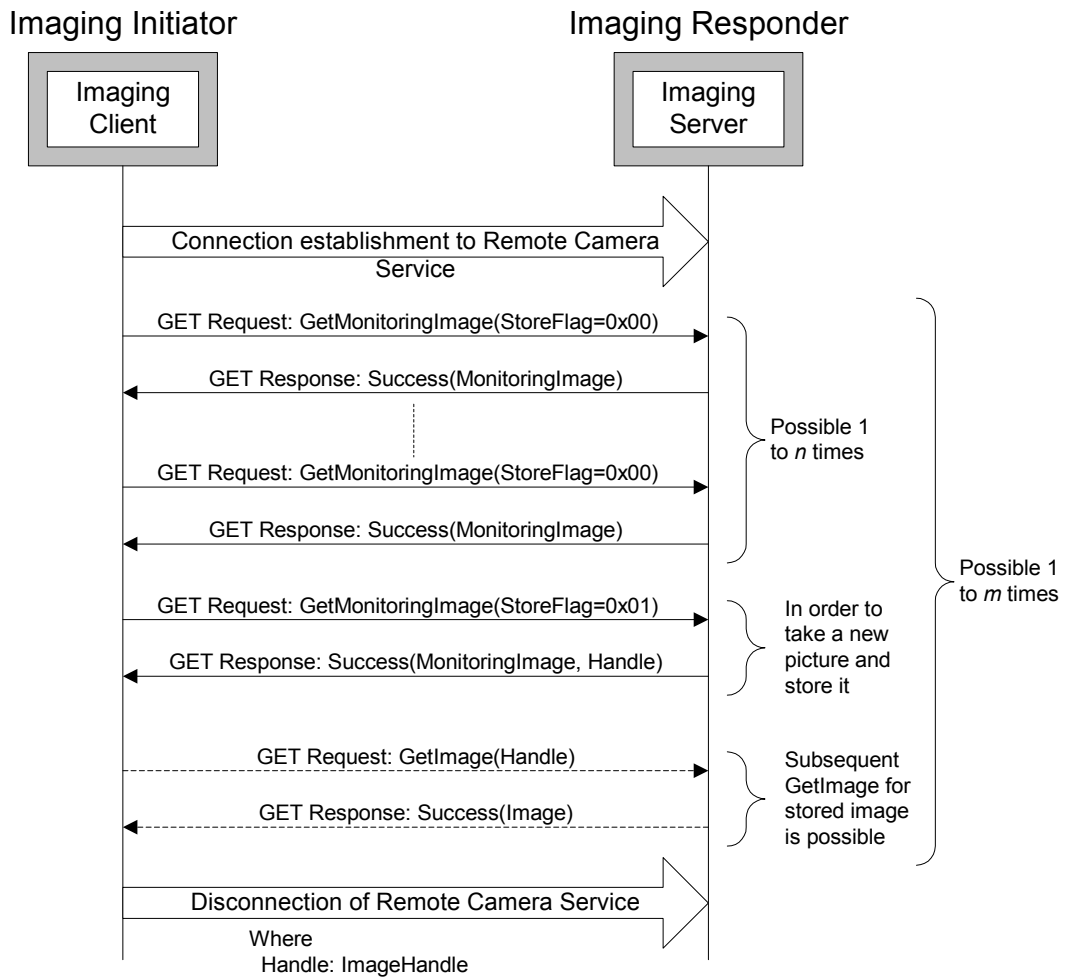 Imaging Initiator
Imaging Responder
Imaging
Client
Imaging
Server
Connection establishment to Remote Camera
Service
GET Request: GetMonitoringImage(StoreFlag=0x00)
GET Response: Success(MonitoringImage)
Possible 1
to n times
GET Request: GetMonitoringImage(StoreFlag=0x00)
GET Response: Success(MonitoringImage)
Possible 1
to m times
GET Request: GetMonitoringImage(StoreFlag=0x01)
GET Response: Success(MonitoringImage, Handle)
In order to
take a new
picture and
store it
GET Request: GetImage(Handle)
GET Response: Success(Image)
Subsequent
GetImage for
stored image
is possible
Disconnection of Remote Camera Service
Where
Handle: ImageHandle